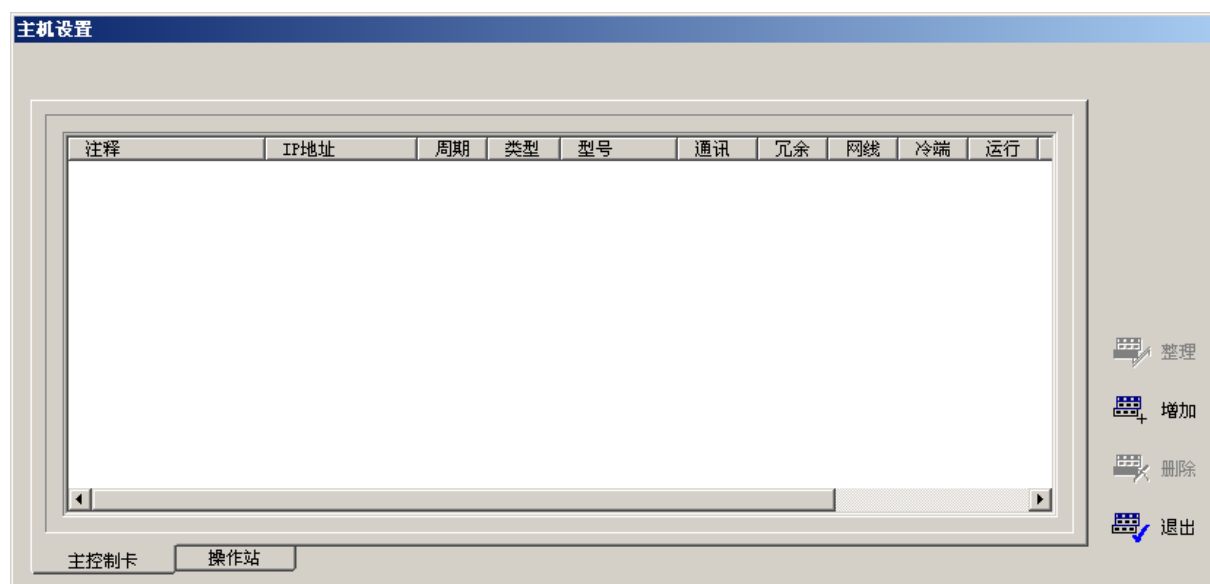 主机设置
注释 IP地址 周期 类型 型号 通讯 冗余 网线 冷端 运行
整理
增加
删除
退出
主控制卡 操作站